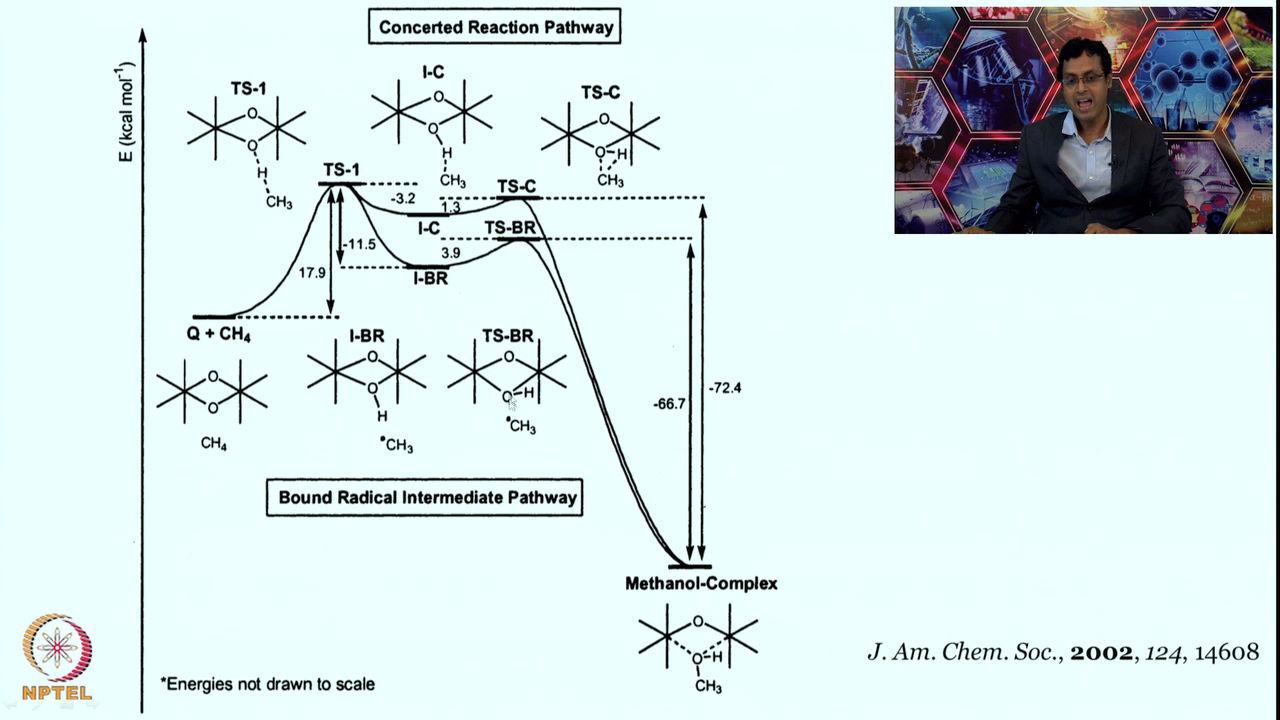 Concerted Reaction Pathway
E (kcal mol⁻¹)
TS-1
O
O
H
CH₃
I-C
O
O
H
CH₃
TS-C
O
O
H
CH₃
TS-1
-3.2
1.3
I-C
TS-C
TS-BR
-11.5
3.9
17.9
I-BR
Q + CH₄
O
O
CH₄
I-BR
O
O
H
•CH₃
TS-BR
O
O
H
•CH₃
-66.7
-72.4
Bound Radical Intermediate Pathway
Methanol-Complex
O
O
H
CH₃
J. Am. Chem. Soc., 2002, 124, 14608
*Energies not drawn to scale
NPTEL